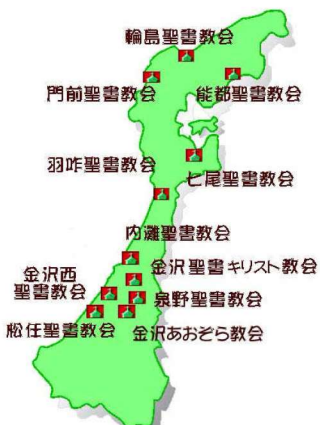 輪島聖書教会
門前聖書教会
能都聖書教会
羽咋聖書教会
七尾聖書教会
内灘聖書教会
金沢聖書キリスト教会
金沢西
聖書教会
泉野聖書教会
松任聖書教会
金沢あおぞら教会